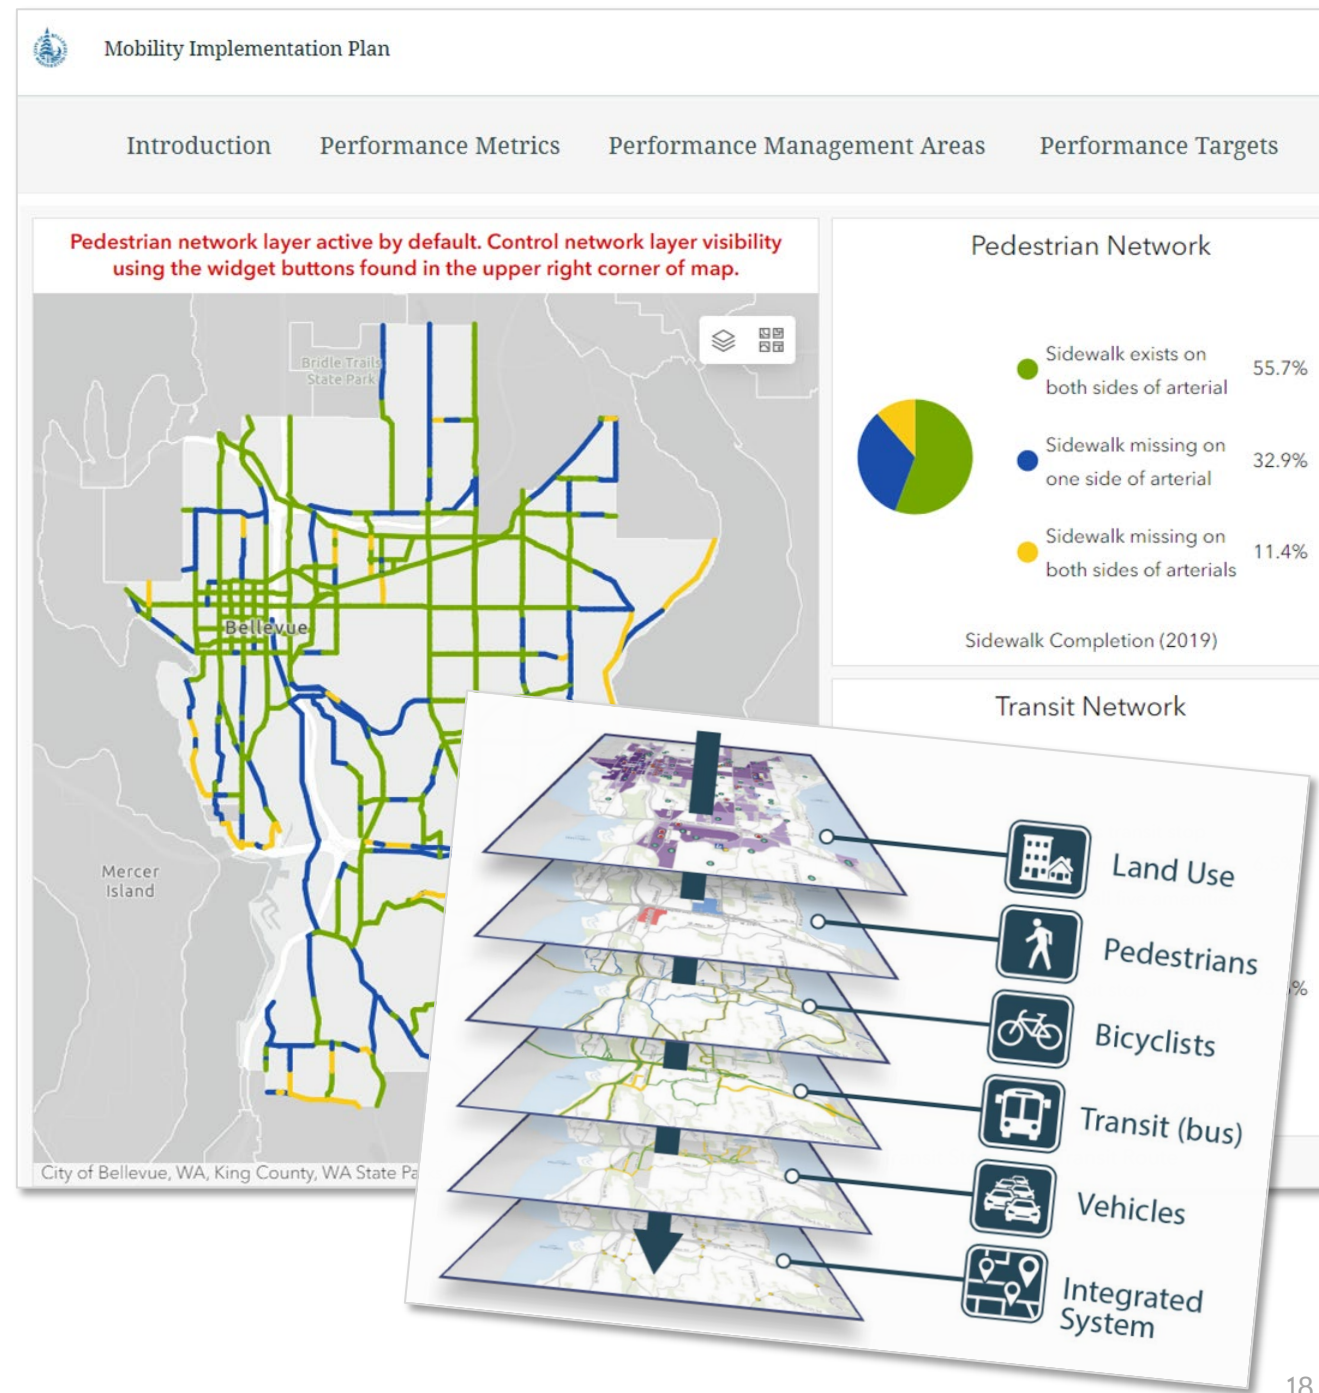 Mobility Implementation Plan
Introduction
Performance Metrics
Performance Management Areas
Performance Targets
Pedestrian network layer active by default. Control network layer visibility
using the widget buttons found in the upper right corner of map.
Bridle Trails
State Park
Bellevue
Mercer
Island
City of Bellevue, WA, King County, WA State Pa
Pedestrian Network
Sidewalk exists on
both sides of arterial
55.7%
Sidewalk missing on
one side of arterial
32.9%
Sidewalk missing on
both sides of arterials
11.4%
Sidewalk Completion (2019)
Transit Network
%
Land Use
Pedestrians
Bicyclists
Transit (bus)
Vehicles
Integrated
System
18